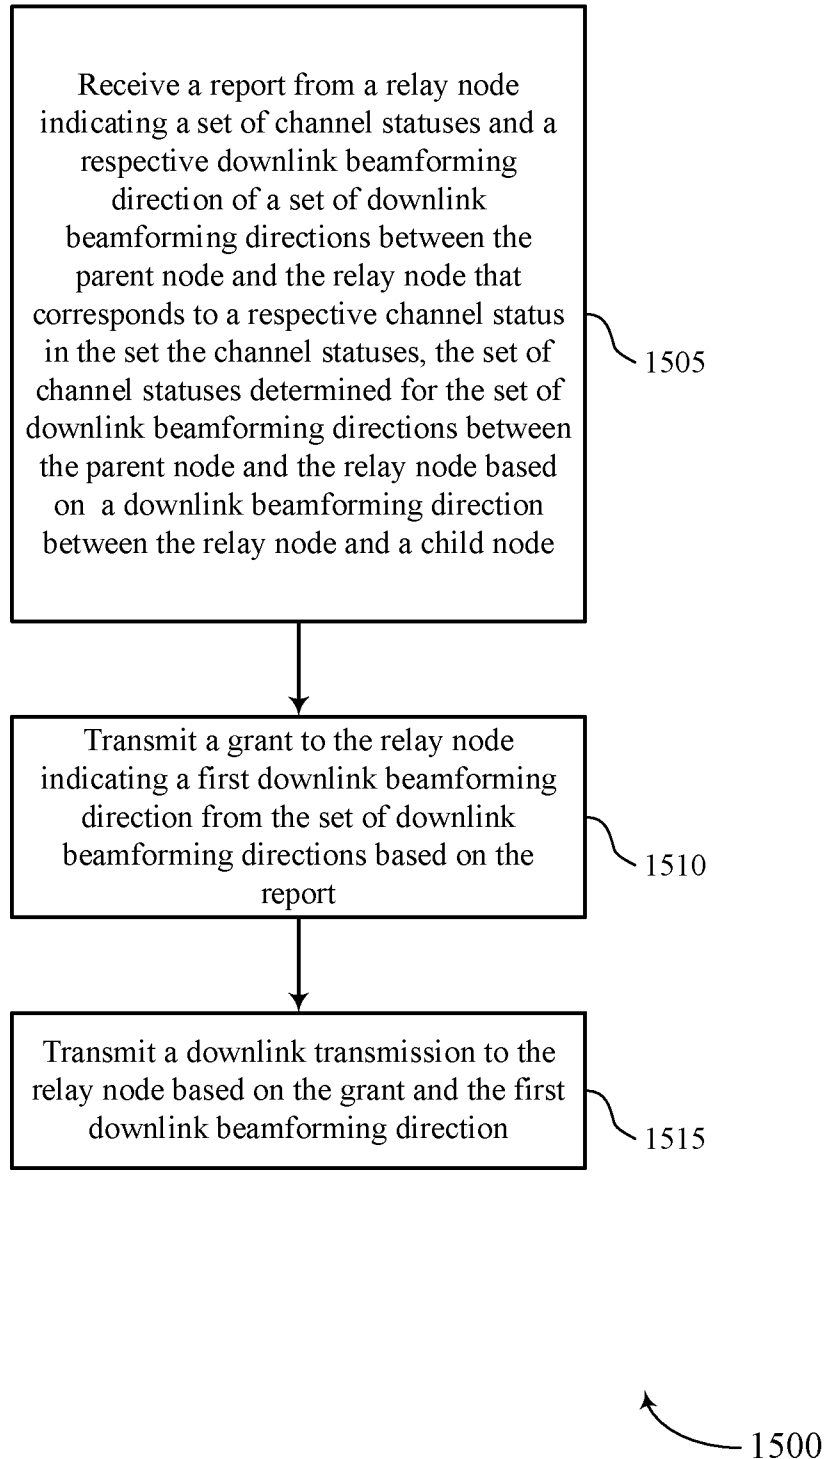 Receive a report from a relay node
indicating a set of channel statuses and a
respective downlink beamforming
direction of a set of downlink
beamforming directions between the
parent node and the relay node that
corresponds to a respective channel status
in the set the channel statuses, the set of
channel statuses determined for the set of
downlink beamforming directions between
the parent node and the relay node based
on a downlink beamforming direction
between the relay node and a child node
1505
Transmit a grant to the relay node
indicating a first downlink beamforming
direction from the set of downlink
beamforming directions based on the
report
1510
Transmit a downlink transmission to the
relay node based on the grant and the first
downlink beamforming direction
1515
1500